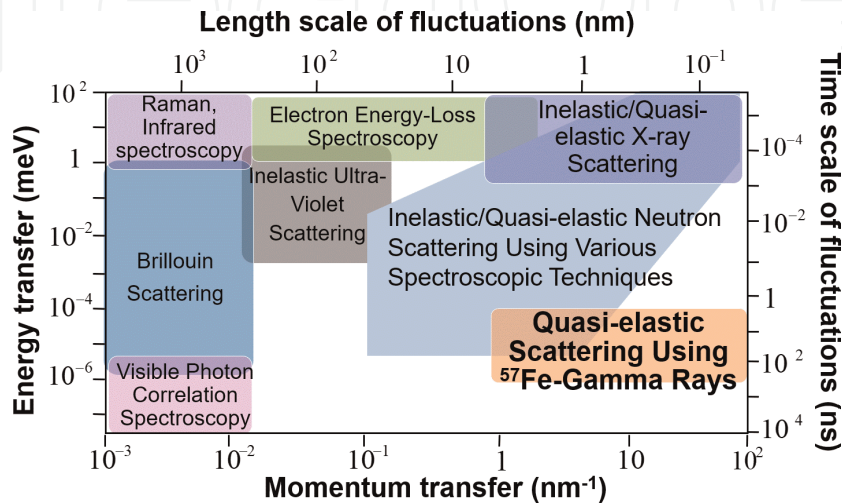 Length scale of fluctuations (nm)
10³ 10² 10 1 10⁻¹
Energy transfer (meV)
10²
1
10⁻²
10⁻⁴
10⁻⁶
Raman,
Infrared
spectroscopy
Electron Energy-Loss
Spectroscopy
Inelastic/Quasi-
elastic X-ray
Scattering
Inelastic Ultra-
Violet
Scattering
Inelastic/Quasi-elastic Neutron
Scattering Using Various
Spectroscopic Techniques
Brillouin
Scattering
Quasi-elastic
Scattering Using
⁵⁷Fe-Gamma Rays
Visible Photon
Correlation
Spectroscopy
10⁻⁴
10⁻²
1
10²
10⁴
Time scale of fluctuations (ns)
10⁻³ 10⁻² 10⁻¹ 1 10 10²
Momentum transfer (nm⁻¹)